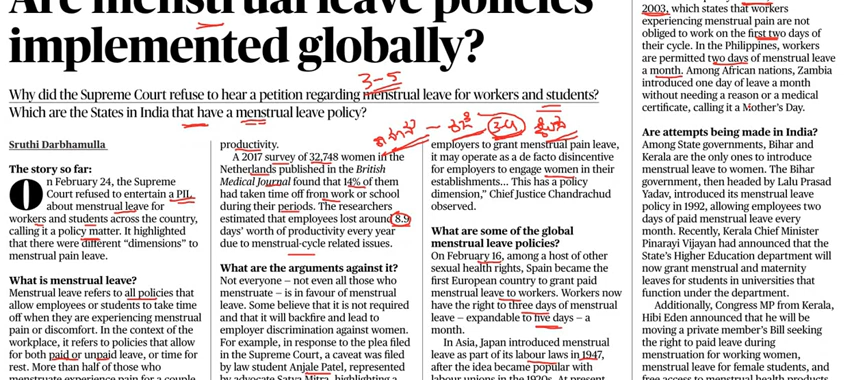 Are menstrual leave policies
implemented globally?
3-5
Why did the Supreme Court refuse to hear a petition regarding menstrual leave for workers and students?
Which are the States in India that have a menstrual leave policy?
3-4
Sruthi Darbhamulla
The story so far:
On February 24, the Supreme
Court refused to entertain a PIL
about menstrual leave for
workers and students across the country,
calling it a policy matter. It highlighted
that there were different “dimensions” to
menstrual pain leave.
What is menstrual leave?
Menstrual leave refers to all policies that
allow employees or students to take time
off when they are experiencing menstrual
pain or discomfort. In the context of the
workplace, it refers to policies that allow
for both paid or unpaid leave, or time for
rest. More than half of those who
menstruate experience pain for a couple
productivity.
A 2017 survey of 32,748 women in the
Netherlands published in the British
Medical Journal found that 14% of them
had taken time off from work or school
during their periods. The researchers
estimated that employees lost around 8.9
days’ worth of productivity every year
due to menstrual-cycle related issues.
What are the arguments against it?
Not everyone — not even all those who
menstruate — is in favour of menstrual
leave. Some believe that it is not required
and that it will backfire and lead to
employer discrimination against women.
For example, in response to the plea filed
in the Supreme Court, a caveat was filed
by law student Anjale Patel, represented
by advocate Satya Mitra, highlighting a
employers to grant menstrual pain leave,
it may operate as a de facto disincentive
for employers to engage women in their
establishments... This has a policy
dimension,” Chief Justice Chandrachud
observed.
What are some of the global
menstrual leave policies?
On February 16, among a host of other
sexual health rights, Spain became the
first European country to grant paid
menstrual leave to workers. Workers now
have the right to three days of menstrual
leave — expandable to five days — a
month.
In Asia, Japan introduced menstrual
leave as part of its labour laws in 1947,
after the idea became popular with
labour unions in the 1920s. At present
2003, which states that workers
experiencing menstrual pain are not
obliged to work on the first two days of
their cycle. In the Philippines, workers
are permitted two days of menstrual leave
a month. Among African nations, Zambia
introduced one day of leave a month
without needing a reason or a medical
certificate, calling it a Mother’s Day.
Are attempts being made in India?
Among State governments, Bihar and
Kerala are the only ones to introduce
menstrual leave to women. The Bihar
government, then headed by Lalu Prasad
Yadav, introduced its menstrual leave
policy in 1992, allowing employees two
days of paid menstrual leave every
month. Recently, Kerala Chief Minister
Pinarayi Vijayan had announced that the
State’s Higher Education department will
now grant menstrual and maternity
leaves for students in universities that
function under the department.
Additionally, Congress MP from Kerala,
Hibi Eden announced that he will be
moving a private member’s Bill seeking
the right to paid leave during
menstruation for working women,
menstrual leave for female students, and
free access to menstrual health products